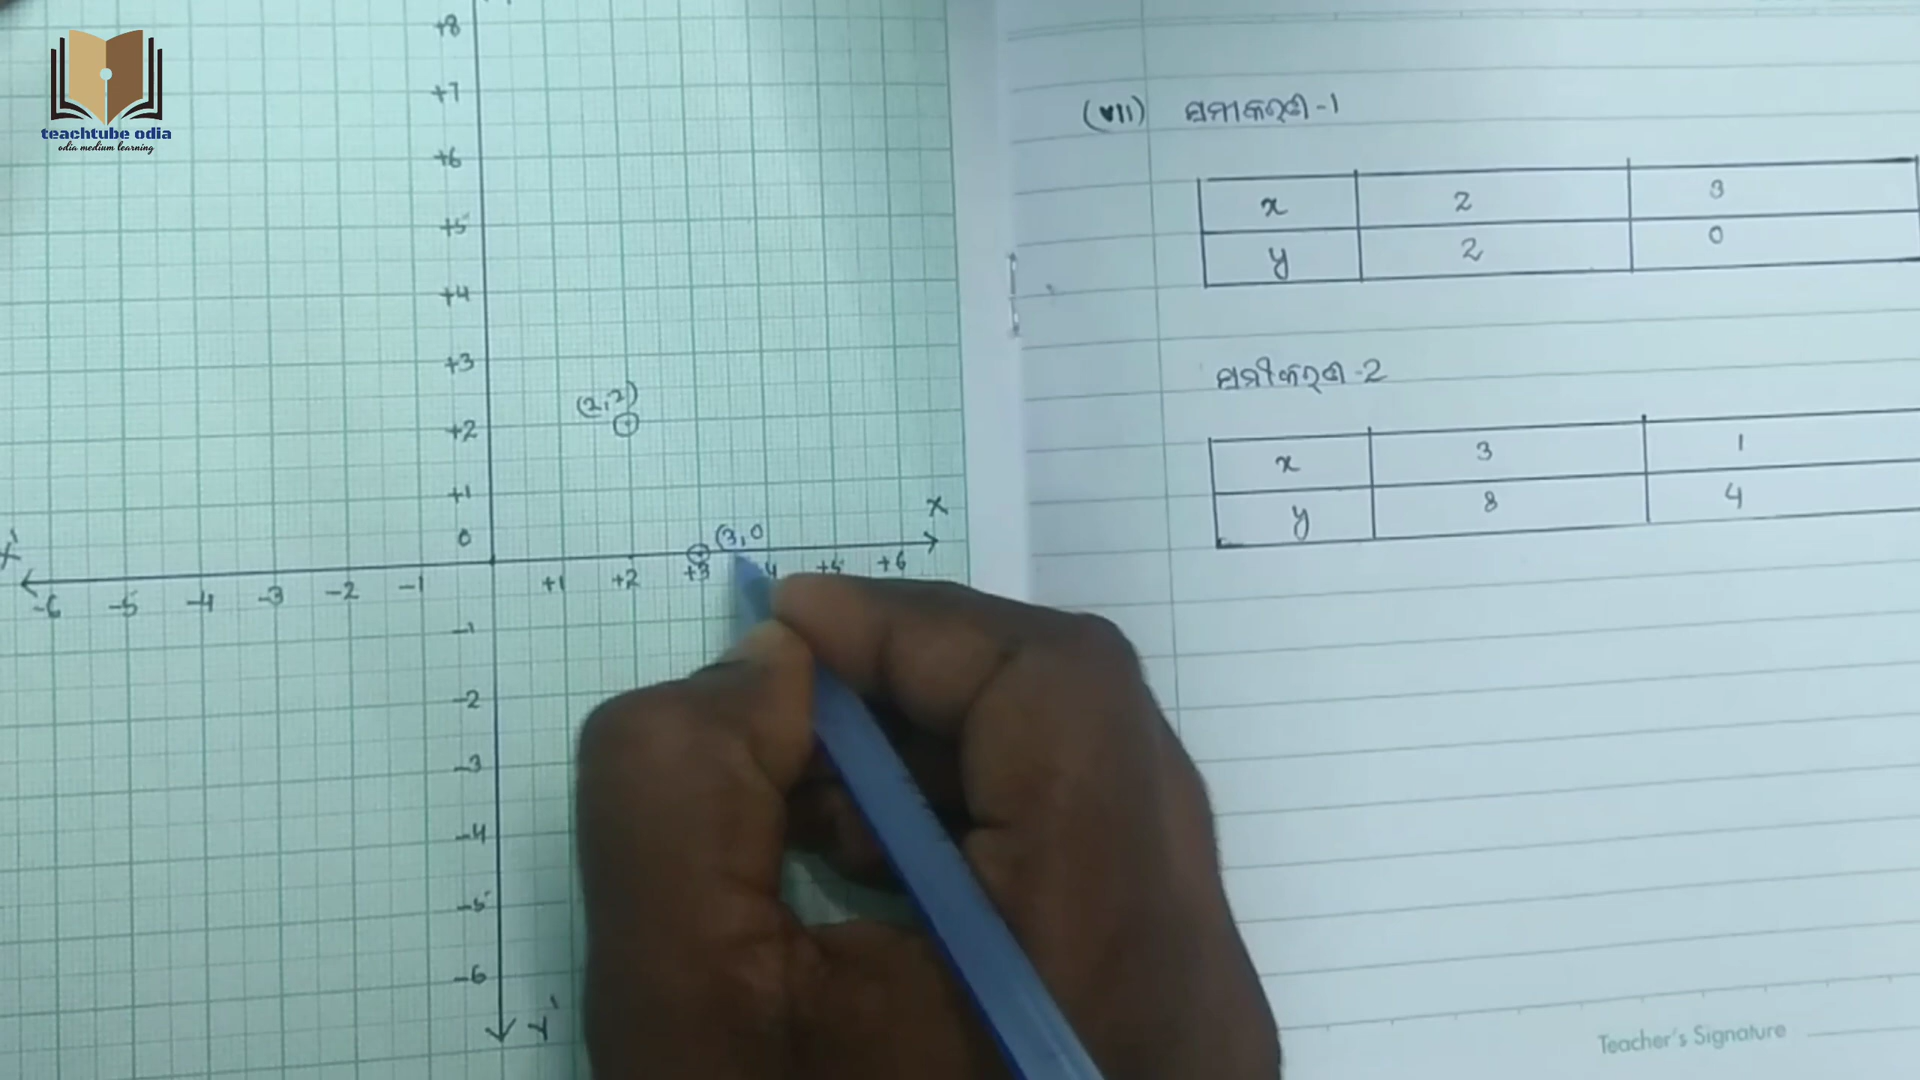 teachtube odia
odia medium learning
+8
+7
+6
+5
+4
+3
(2,2)
+2
+1
0
(3,0
X
X'
-6 -5 -4 -3 -2 -1 +1 +2 +3 4 +5 +6
-1
-2
-3
-4
-5
-6
Y'
(VII) ସମୀକରଣ -1
x 2 3
y 2 0
ସମୀକରଣ -2
x 3 1
y 8 4
Teacher's Signature